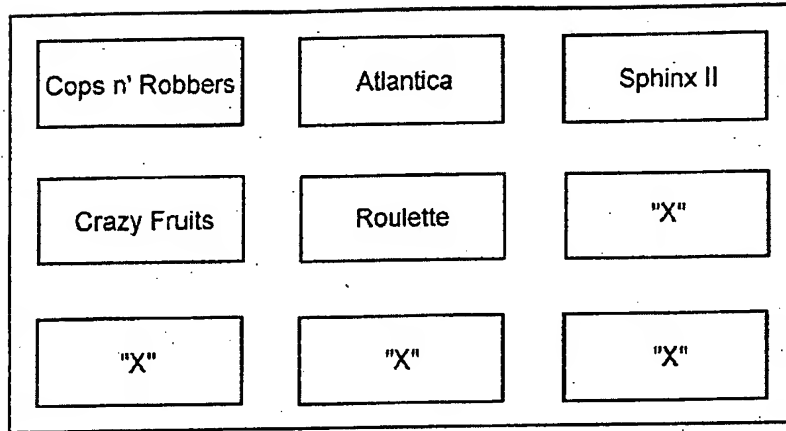 Cops n' Robbers
Atlantica
Sphinx II
Crazy Fruits
Roulette
"X"
"X"
"X"
"X"